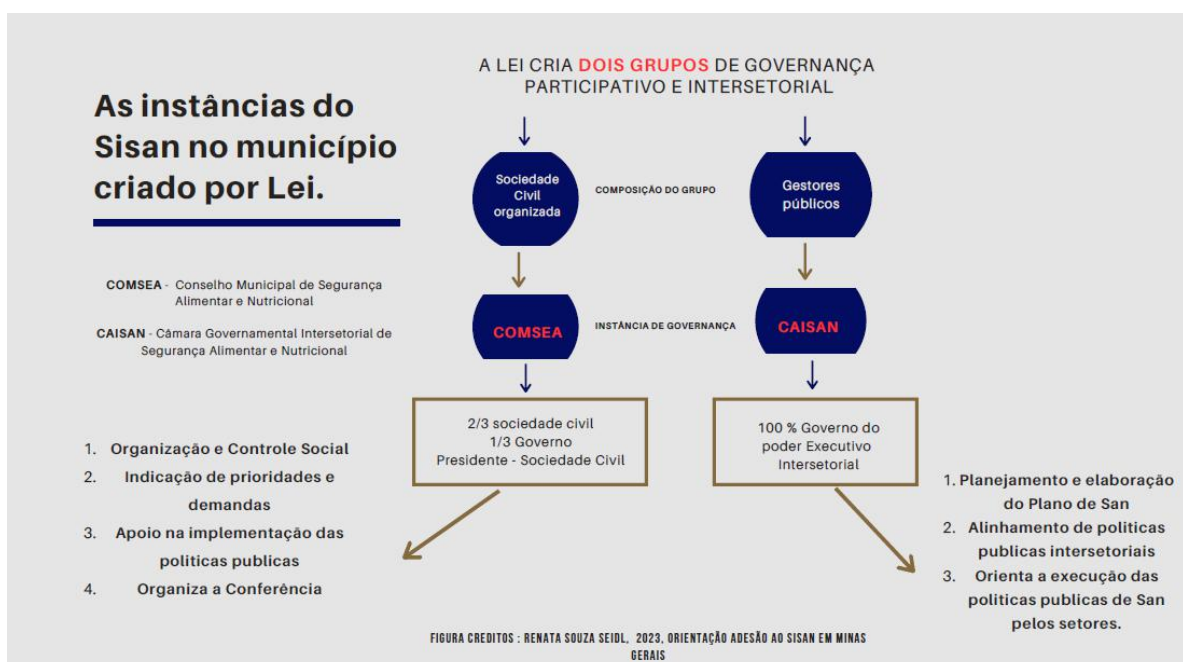 As instâncias do
Sisan no município
criado por Lei.
COMSEA - Conselho Municipal de Segurança
Alimentar e Nutricional
CAISAN - Câmara Governamental Intersetorial de
Segurança Alimentar e Nutricional
A LEI CRIA DOIS GRUPOS DE GOVERNANÇA
PARTICIPATIVO E INTERSETORIAL
Sociedade
Civil
organizada
COMPOSIÇÃO DO GRUPO
Gestores
públicos
COMSEA
INSTÂNCIA DE GOVERNANÇA
CAISAN
2/3 sociedade civil
1/3 Governo
Presidente - Sociedade Civil
100 % Governo do
poder Executivo
Intersetorial
1. Organização e Controle Social
2. Indicação de prioridades e
demandas
3. Apoio na implementação das
politicas publicas
4. Organiza a Conferência
1. Planejamento e elaboração
do Plano de San
2. Alinhamento de politicas
publicas intersetoriais
3. Orienta a execução das
politicas publicas de San
pelos setores.
FIGURA CREDITOS : RENATA SOUZA SEIDL, 2023, ORIENTAÇÃO ADESÃO AO SISAN EM MINAS
GERAIS